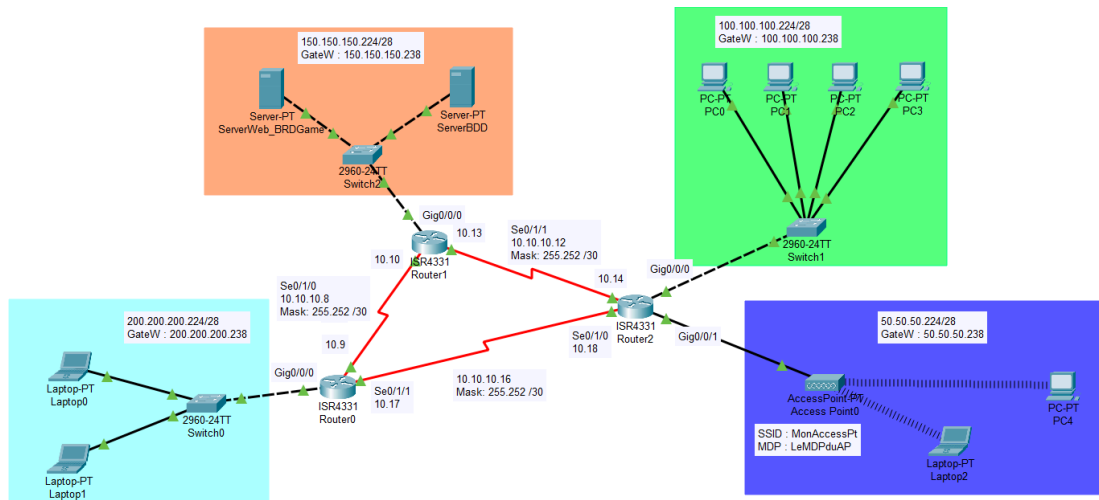 150.150.150.224/28
GateW : 150.150.150.238
Server-PT
ServerWeb_BRDGame
Server-PT
ServerBDD
2960-24TT
Switch2
100.100.100.224/28
GateW : 100.100.100.238
PC-PT
PC0
PC-PT
PC1
PC-PT
PC2
PC-PT
PC3
2960-24TT
Switch1
Gig0/0/0
10.13
10.10
ISR4331
Router1
Se0/1/1
10.10.10.12
Mask: 255.252 /30
10.14
Gig0/0/0
ISR4331
Router2
Gig0/0/1
Se0/1/0
10.18
Se0/1/0
10.10.10.8
Mask: 255.252 /30
10.9
200.200.200.224/28
GateW : 200.200.200.238
Laptop-PT
Laptop0
Laptop-PT
Laptop1
2960-24TT
Switch0
Gig0/0/0
ISR4331
Router0
Se0/1/1
10.17
10.10.10.16
Mask: 255.252 /30
50.50.50.224/28
GateW : 50.50.50.238
AccessPoint-PT
Access Point0
SSID : MonAccessPt
MDP : LeMDPduAP
PC-PT
PC4
Laptop-PT
Laptop2